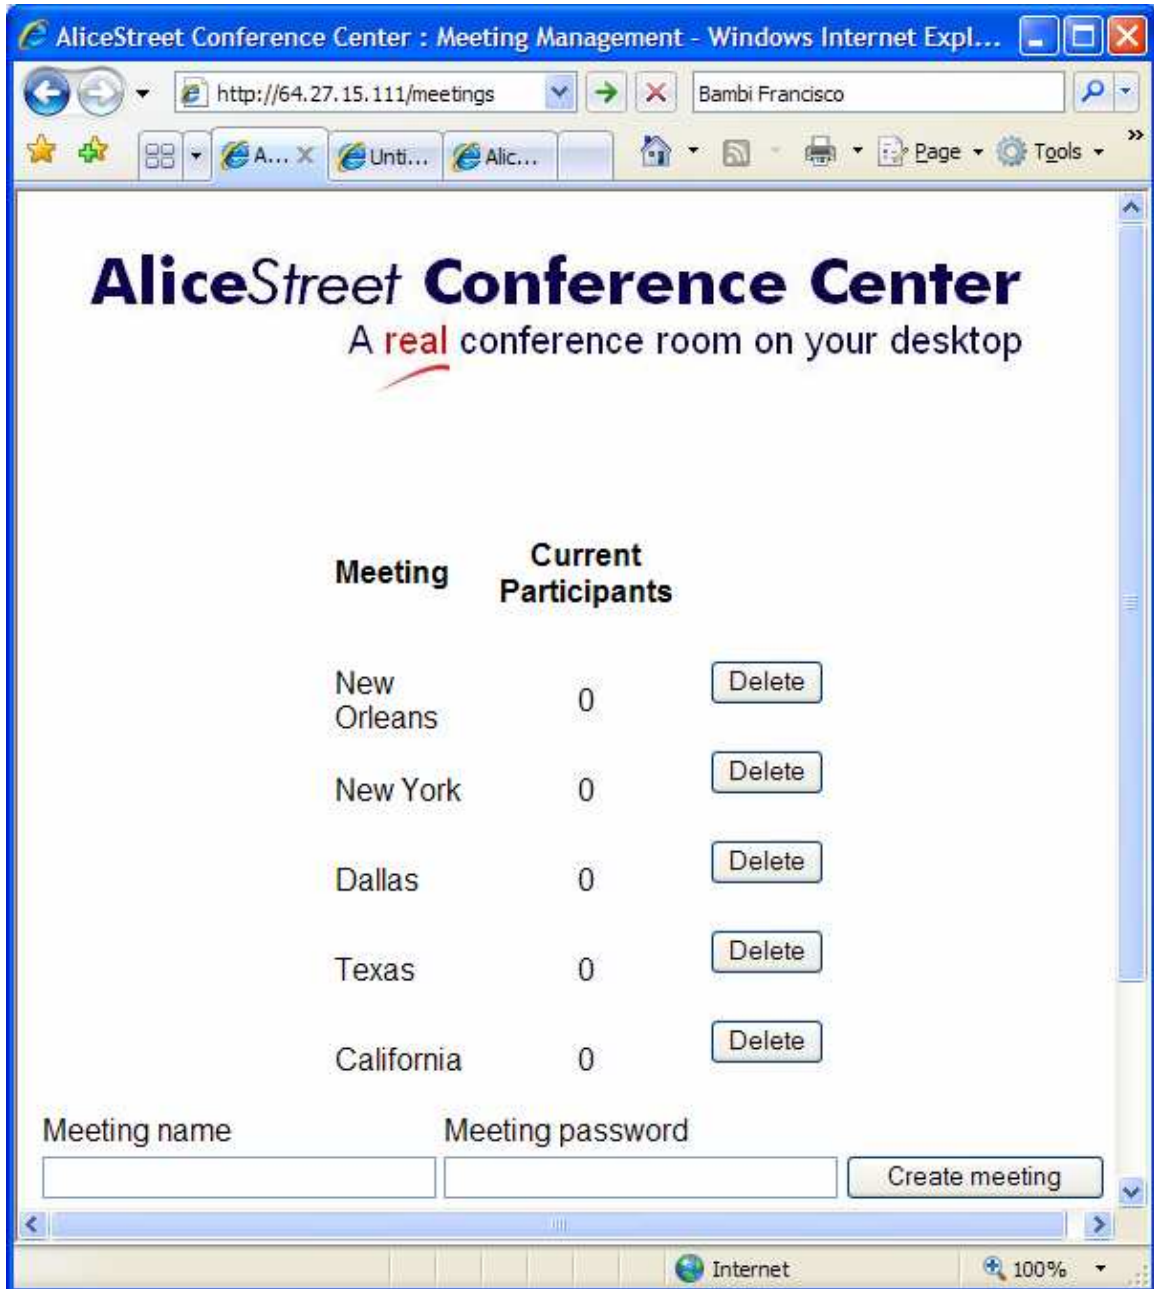 AliceStreet Conference Center : Meeting Management - Windows Internet Expl...
http://64.27.15.111/meetings Bambi Francisco
A... Unti... Alic... Page Tools »
AliceStreet Conference Center
A real conference room on your desktop
Meeting Current Participants
New Orleans 0 Delete
New York 0 Delete
Dallas 0 Delete
Texas 0 Delete
California 0 Delete
Meeting name Meeting password
Create meeting
Internet 100%